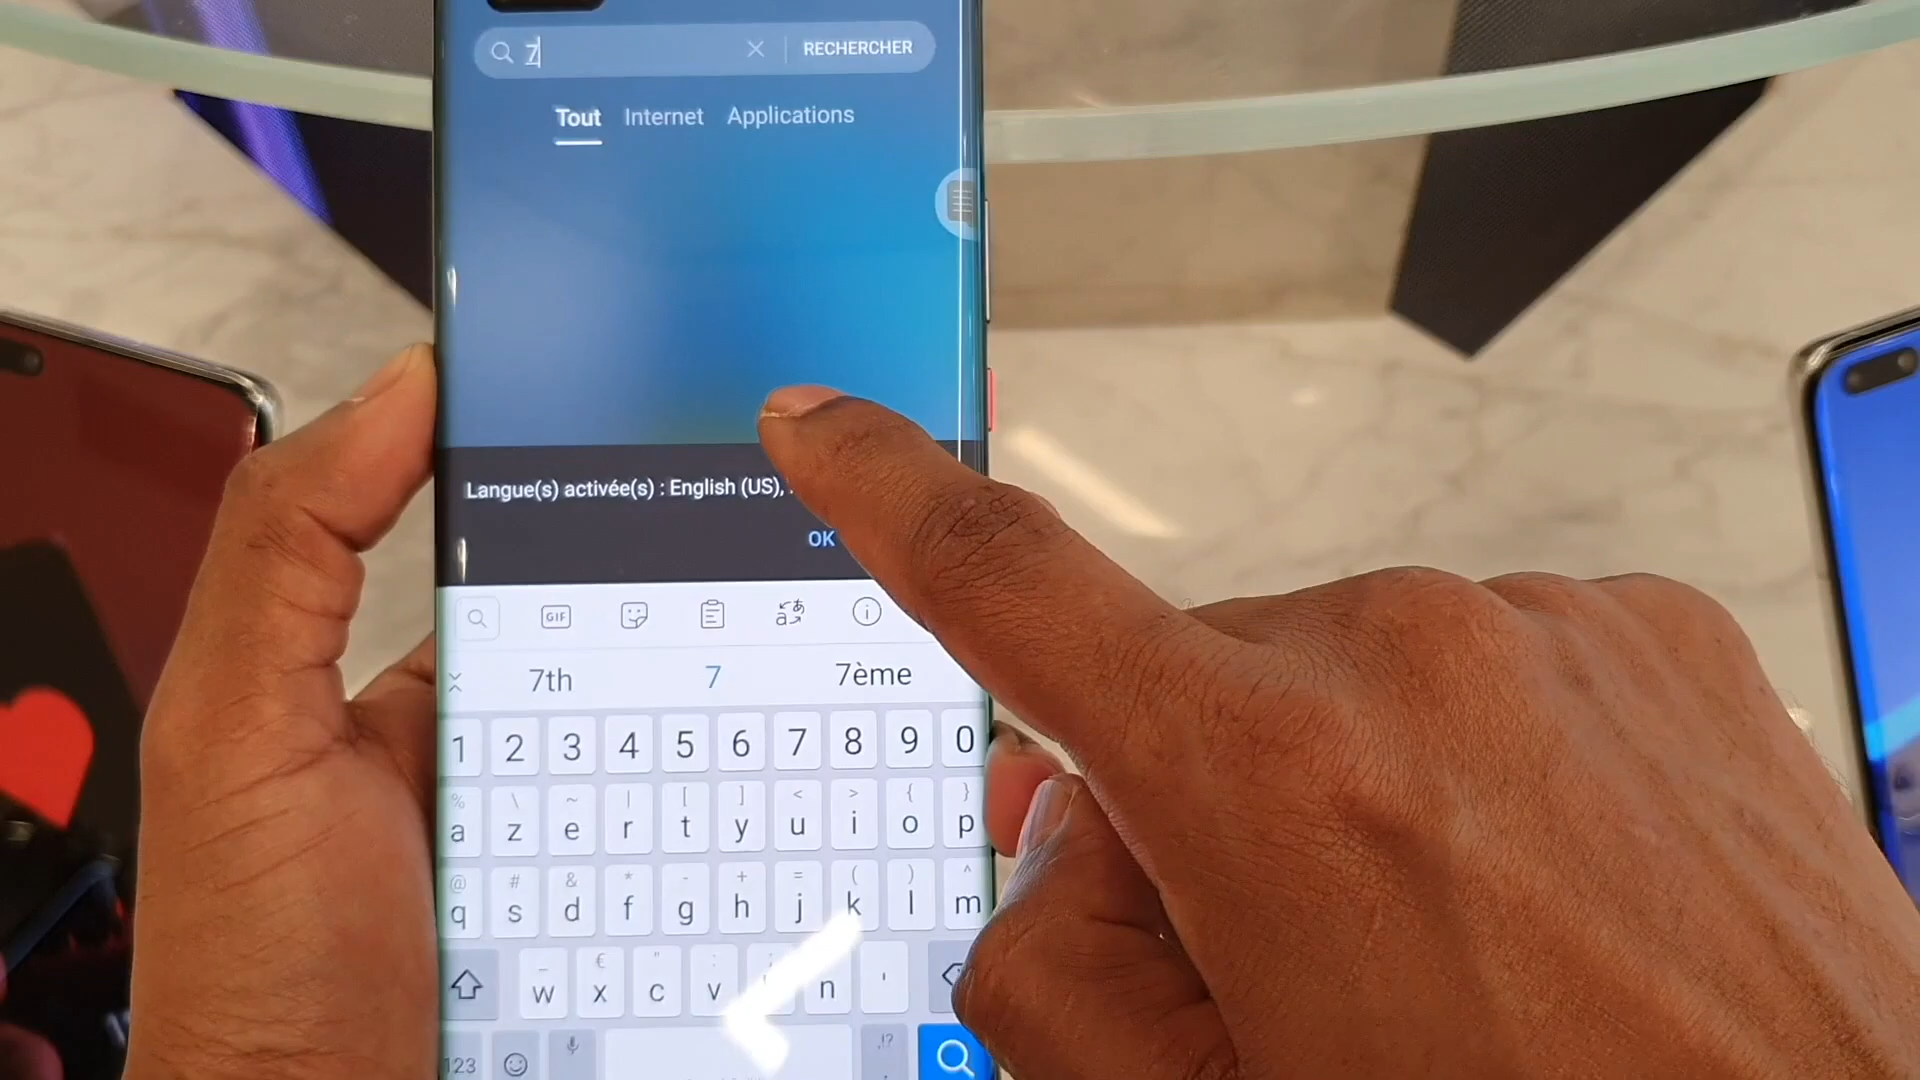 7
RECHERCHER
Tout Internet Applications
Langue(s) activée(s) : English (US),
OK
GIF
7th 7 7ème
1 2 3 4 5 6 7 8 9 0
% \ ~ | [ ] < > { }
a z e r t y u i o p
@ # & * - + = ( ) ^
q s d f g h j k l m
_ € " :
w x c v n '
,!?
123 .